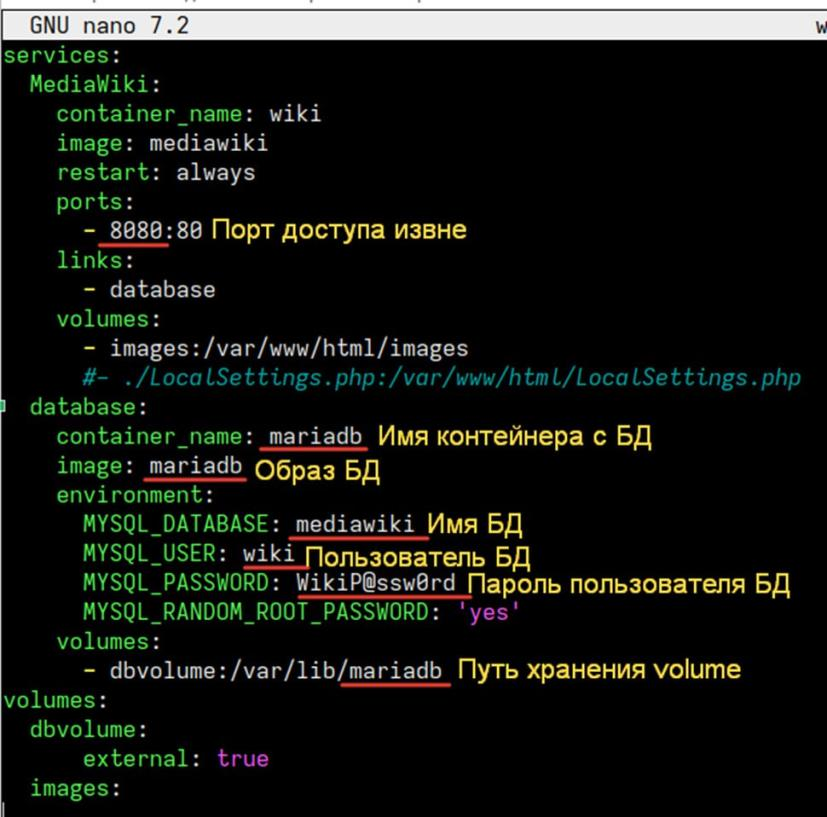 GNU nano 7.2 w
services:
MediaWiki:
container_name: wiki
image: mediawiki
restart: always
ports:
- 8080:80 Порт доступа извне
links:
- database
volumes:
- images:/var/www/html/images
#- ./LocalSettings.php:/var/www/html/LocalSettings.php
database:
container_name: mariadb Имя контейнера с БД
image: mariadb Образ БД
environment:
MYSQL_DATABASE: mediawiki Имя БД
MYSQL_USER: wiki Пользователь БД
MYSQL_PASSWORD: WikiP@ssw0rd Пароль пользователя БД
MYSQL_RANDOM_ROOT_PASSWORD: 'yes'
volumes:
- dbvolume:/var/lib/mariadb Путь хранения volume
volumes:
dbvolume:
external: true
images: